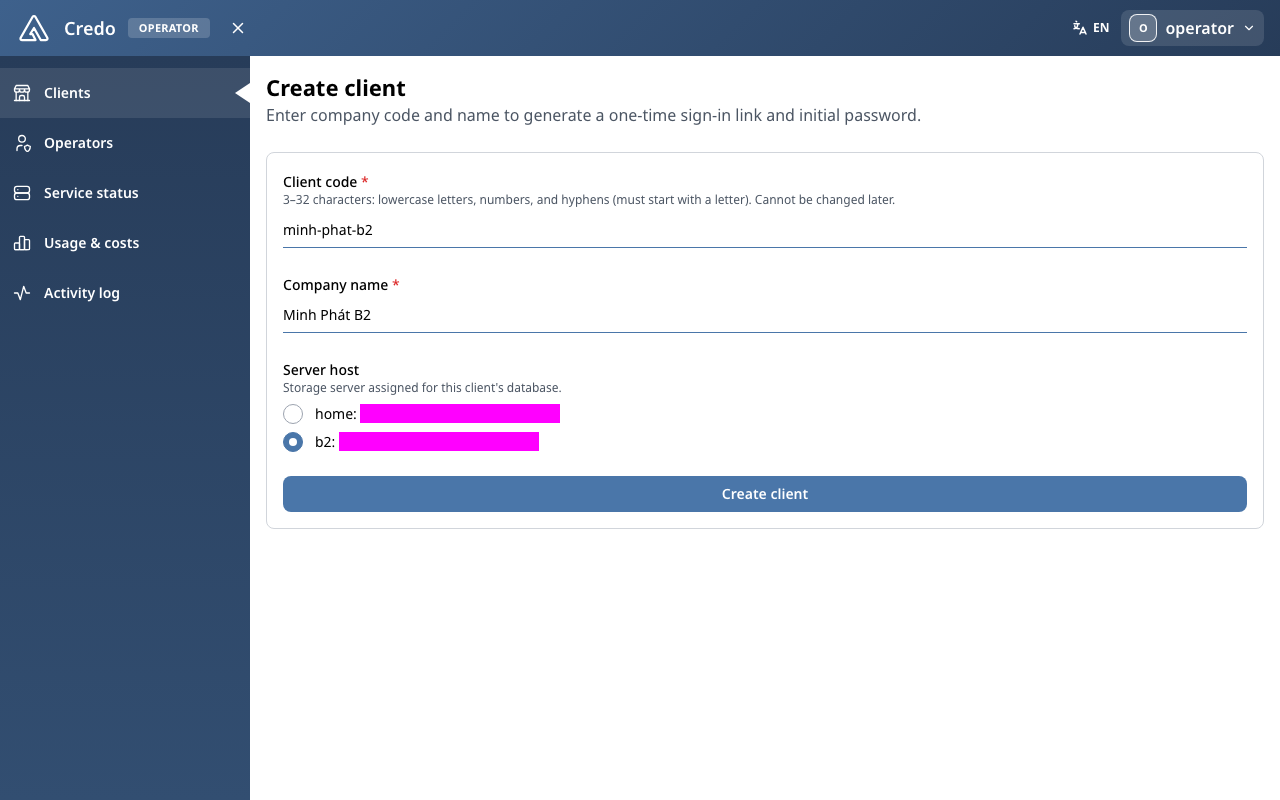 Credo OPERATOR
EN
o operator
Clients
Operators
Service status
Usage & costs
Activity log
Create client
Enter company code and name to generate a one-time sign-in link and initial password.
Client code *
3–32 characters: lowercase letters, numbers, and hyphens (must start with a letter). Cannot be changed later.
minh-phat-b2
Company name *
Minh Phát B2
Server host
Storage server assigned for this client's database.
home:
b2:
Create client